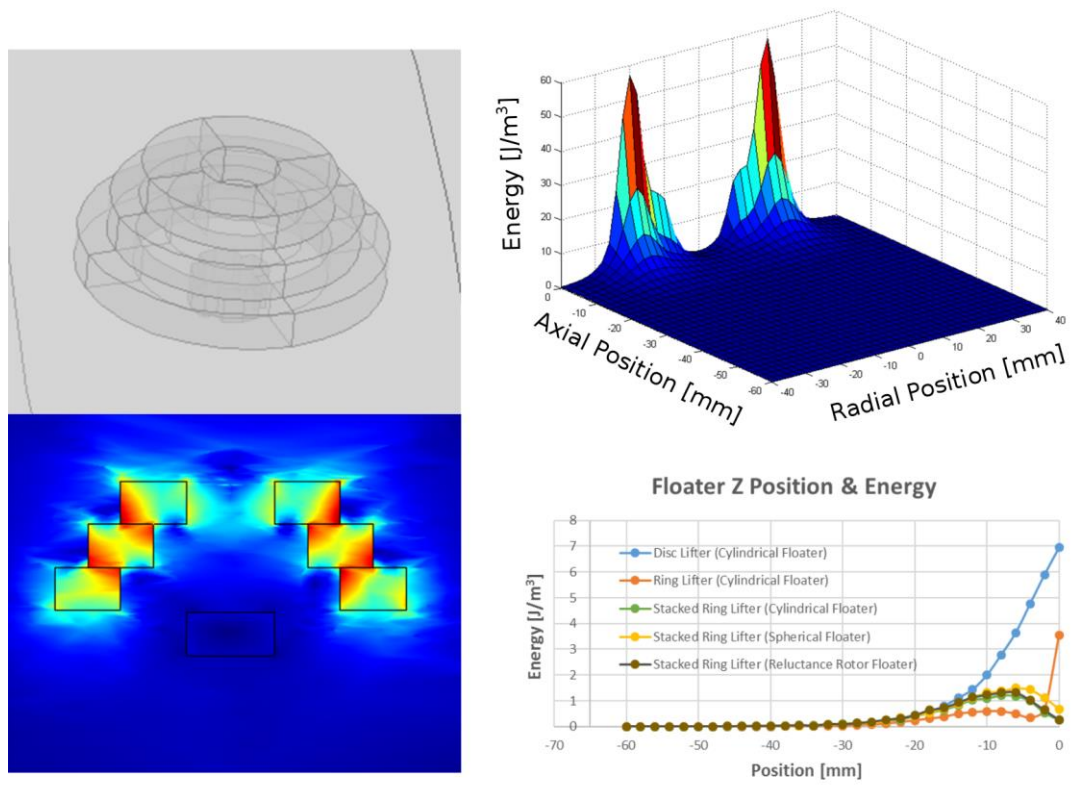 Energy [J/m³]
60
50
40
30
20
10
0
0
-10
-20
-30
-40
-50
-60
Axial Position [mm]
-40
-30
-20
-10
0
10
20
30
40
Radial Position [mm]
Floater Z Position & Energy
Energy [J/m³]
8
7
6
5
4
3
2
1
0
Disc Lifter (Cylindrical Floater)
Ring Lifter (Cylindrical Floater)
Stacked Ring Lifter (Cylindrical Floater)
Stacked Ring Lifter (Spherical Floater)
Stacked Ring Lifter (Reluctance Rotor Floater)
-70 -60 -50 -40 -30 -20 -10 0
Position [mm]